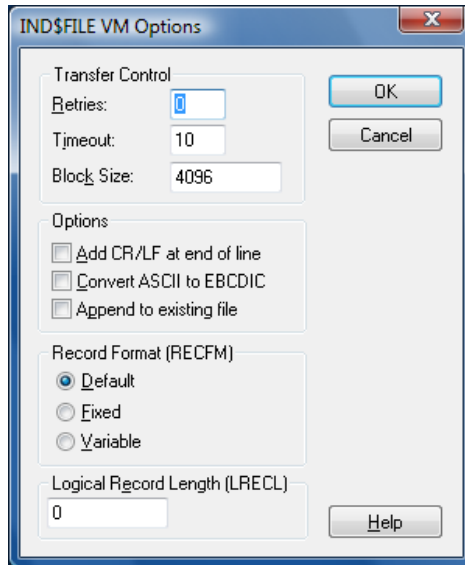 IND$FILE VM Options
Transfer Control
Retries: 0
Timeout: 10
Block Size: 4096
OK
Cancel
Options
Add CR/LF at end of line
Convert ASCII to EBCDIC
Append to existing file
Record Format (RECFM)
Default
Fixed
Variable
Logical Record Length (LRECL)
0
Help